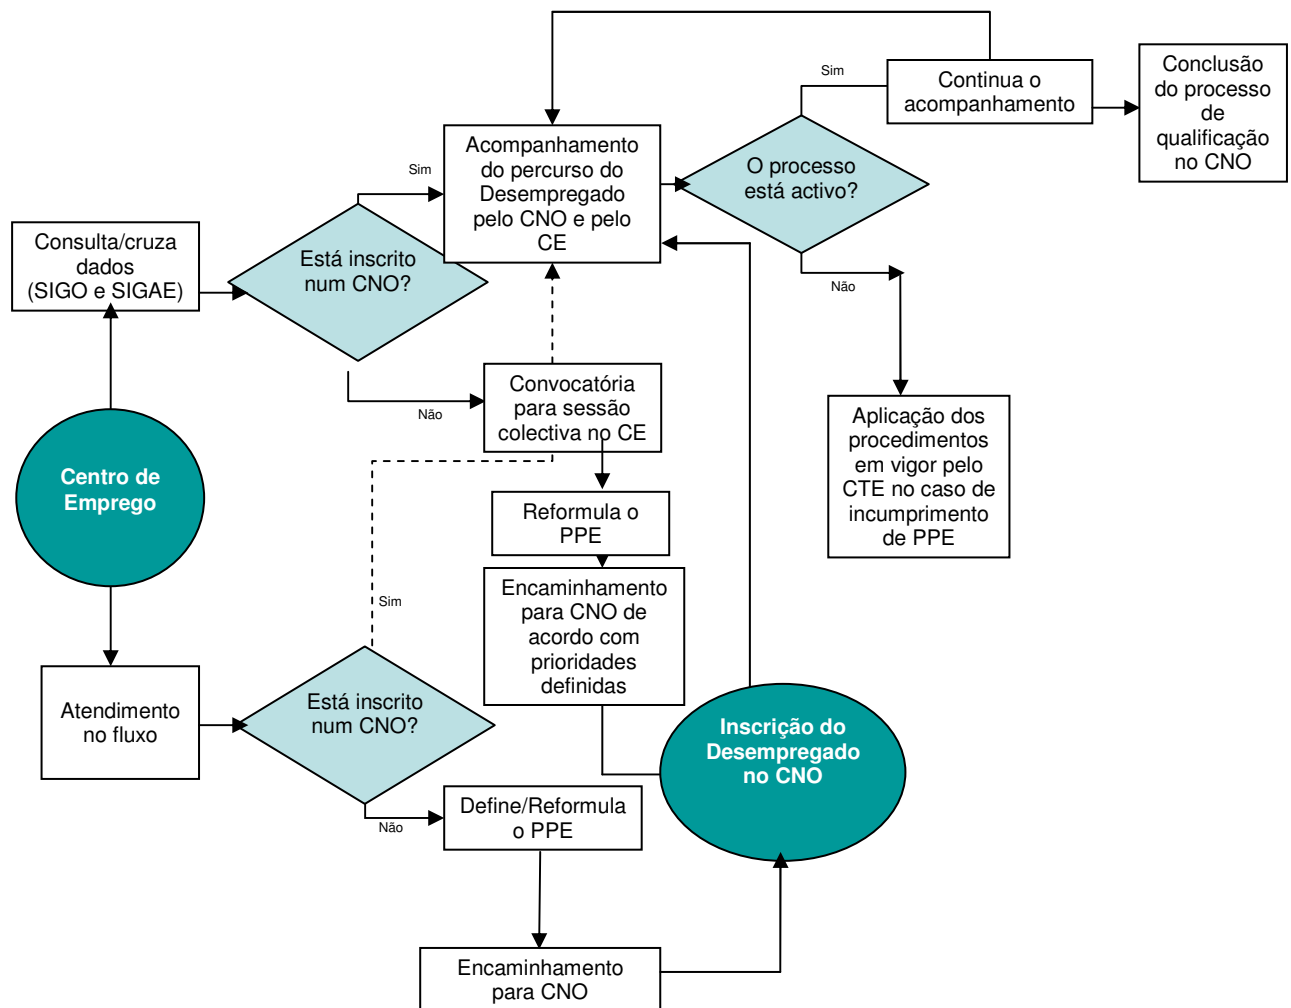 Sim
Continua o
acompanhamento
Conclusão
do processo
de
qualificação
no CNO
Acompanhamento
do percurso do
Desempregado
pelo CNO e pelo
CE
O processo
está activo?
Sim
Consulta/cruza
dados
(SIGO e SIGAE)
Está inscrito
num CNO?
Não
Convocatória
para sessão
colectiva no CE
Não
Aplicação dos
procedimentos
em vigor pelo
CTE no caso de
incumprimento
de PPE
Centro de
Emprego
Reformula o
PPE
Encaminhamento
para CNO de
acordo com
prioridades
definidas
Sim
Atendimento
no fluxo
Está inscrito
num CNO?
Inscrição do
Desempregado
no CNO
Não
Define/Reformula
o PPE
Encaminhamento
para CNO